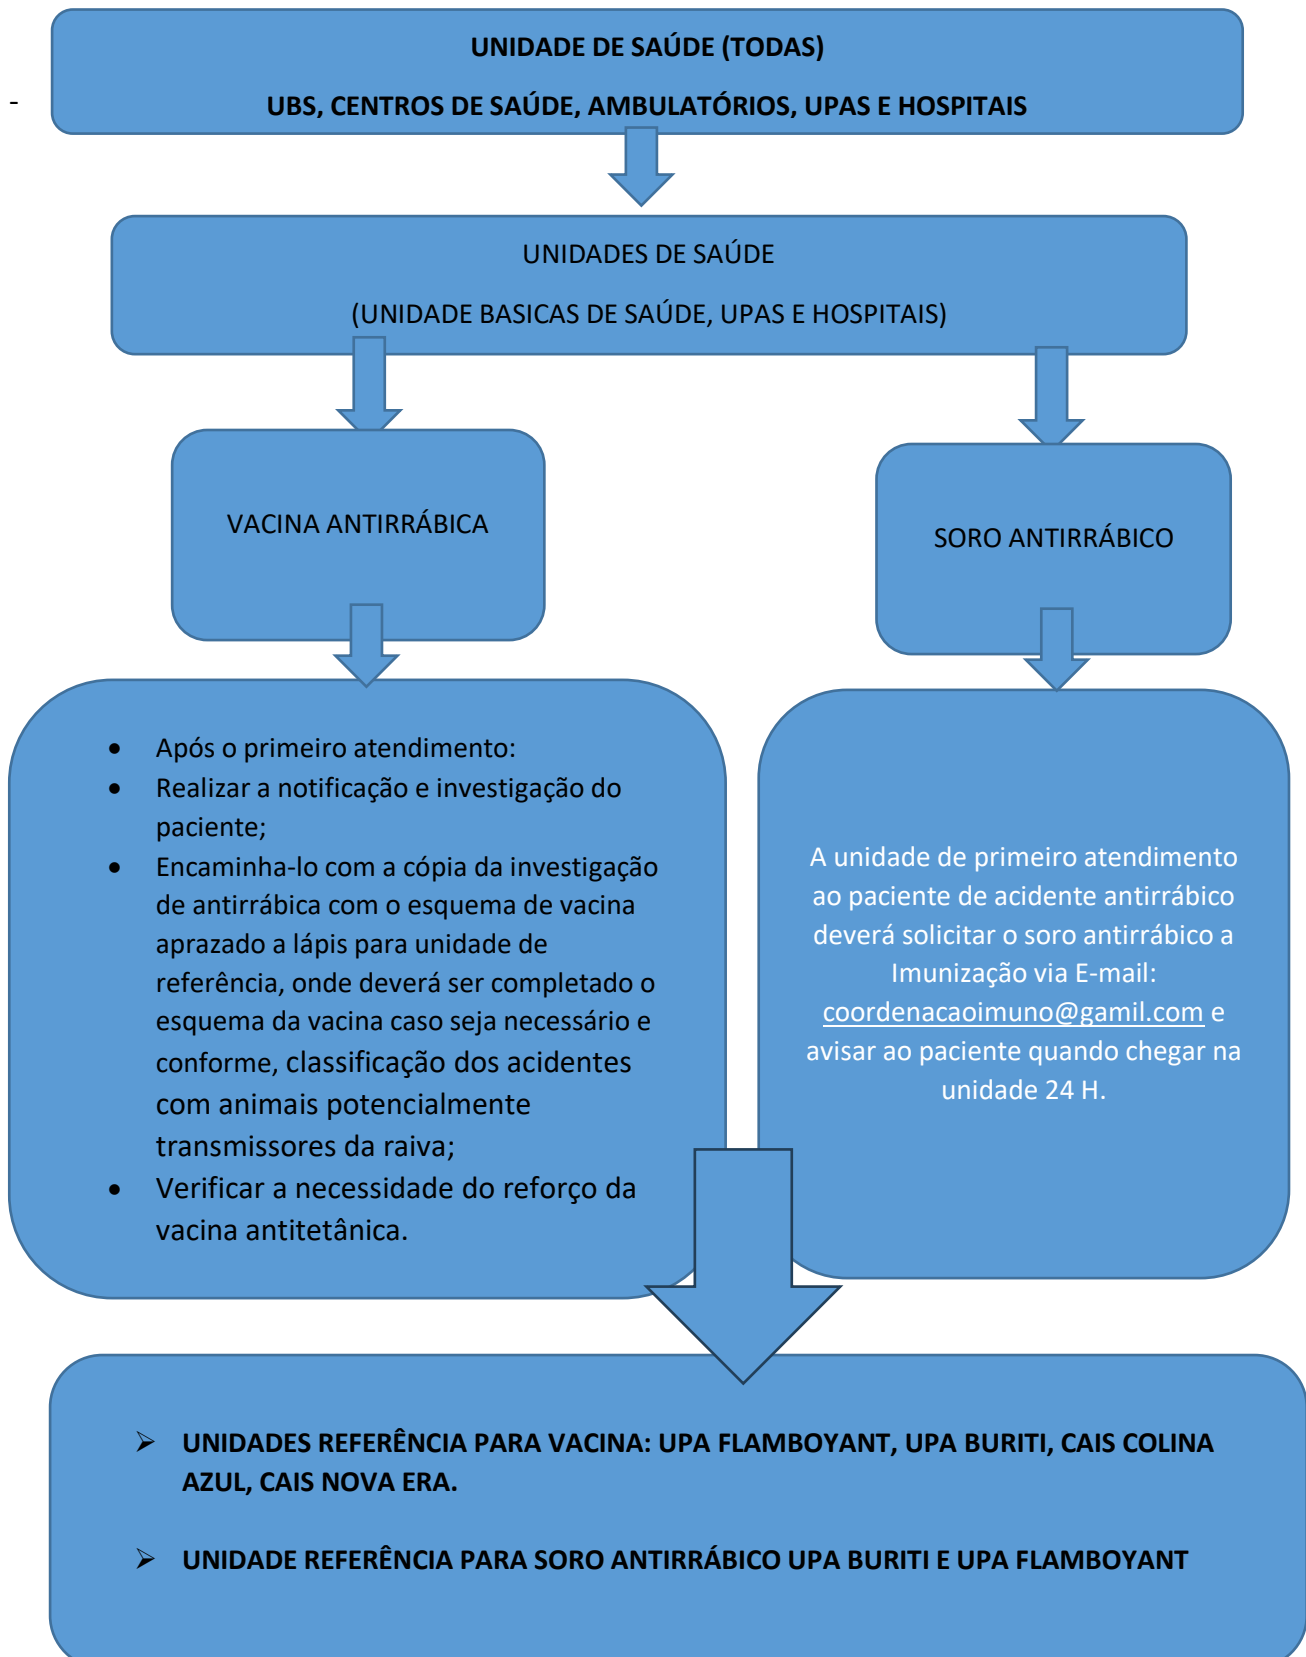 UNIDADE DE SAÚDE (TODAS)
-
UBS, CENTROS DE SAÚDE, AMBULATÓRIOS, UPAS E HOSPITAIS
UNIDADES DE SAÚDE
(UNIDADE BASICAS DE SAÚDE, UPAS E HOSPITAIS)
VACINA ANTIRRÁBICA
SORO ANTIRRÁBICO
• Após o primeiro atendimento:
• Realizar a notificação e investigação do
paciente;
• Encaminha-lo com a cópia da investigação
de antirrábica com o esquema de vacina
aprazado a lápis para unidade de
referência, onde deverá ser completado o
esquema da vacina caso seja necessário e
conforme, classificação dos acidentes
com animais potencialmente
transmissores da raiva;
• Verificar a necessidade do reforço da
vacina antitetânica.
A unidade de primeiro atendimento
ao paciente de acidente antirrábico
deverá solicitar o soro antirrábico a
Imunização via E-mail:
coordenacaoimuno@gamil.com e
avisar ao paciente quando chegar na
unidade 24 H.
➢ UNIDADES REFERÊNCIA PARA VACINA: UPA FLAMBOYANT, UPA BURITI, CAIS COLINA
AZUL, CAIS NOVA ERA.
➢ UNIDADE REFERÊNCIA PARA SORO ANTIRRÁBICO UPA BURITI E UPA FLAMBOYANT